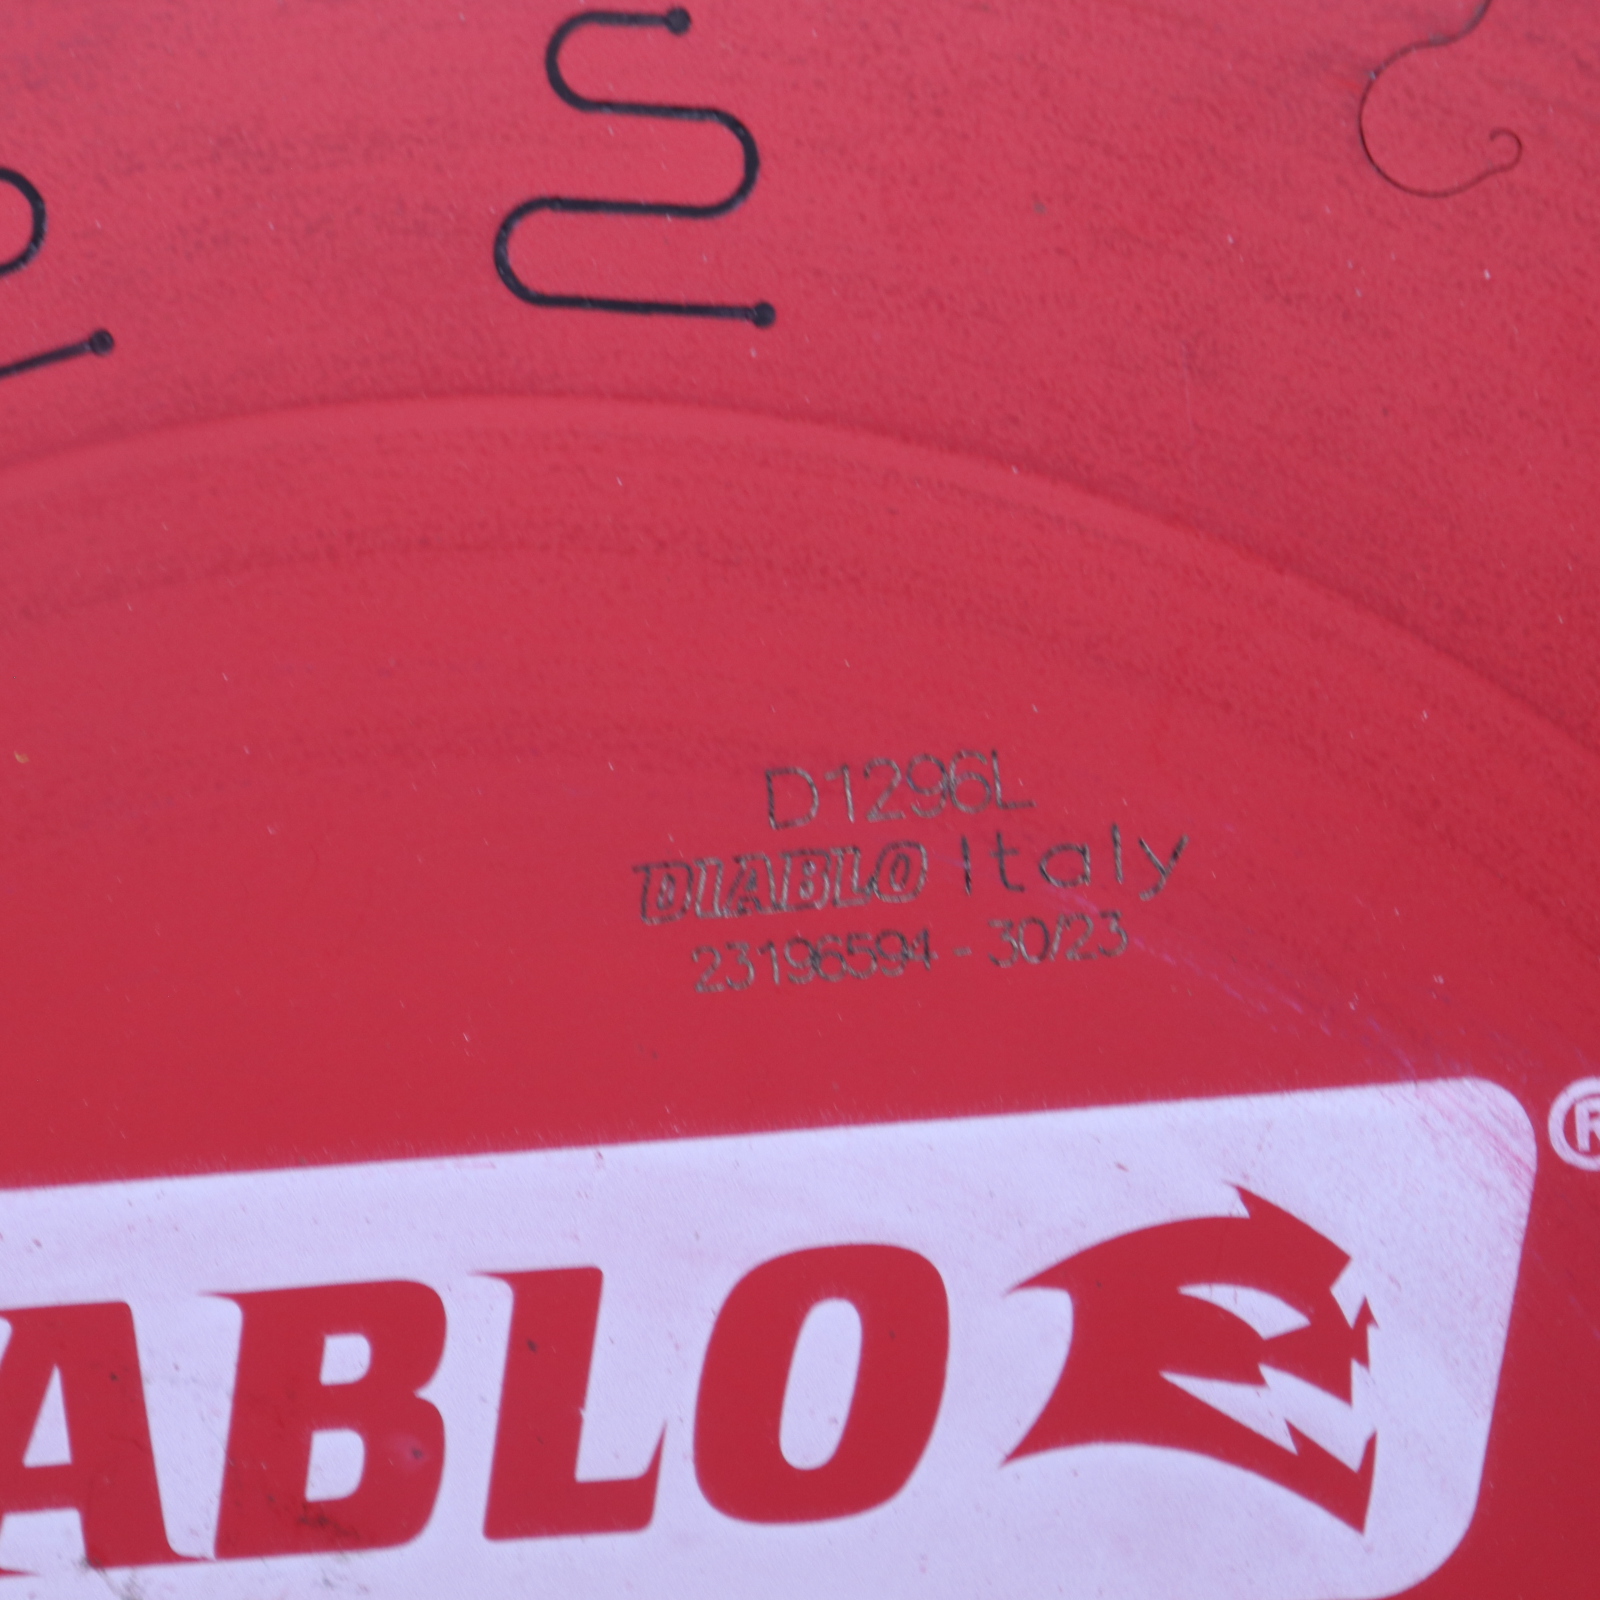 D1296L
DIABLO Italy
23196594 - 30/23
ABLO ®